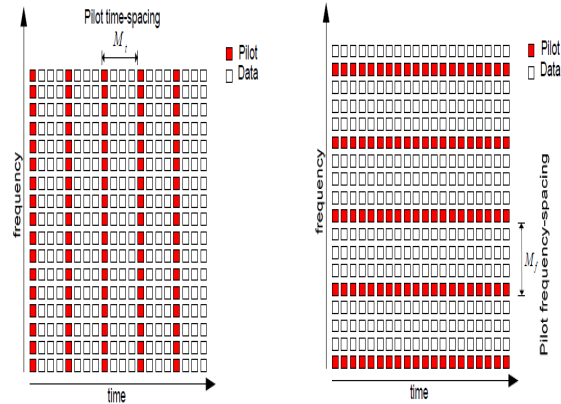 Pilot time-spacing
M_t
Pilot
Data
frequency
time
Pilot
Data
frequency
M_f
Pilot frequency-spacing
time